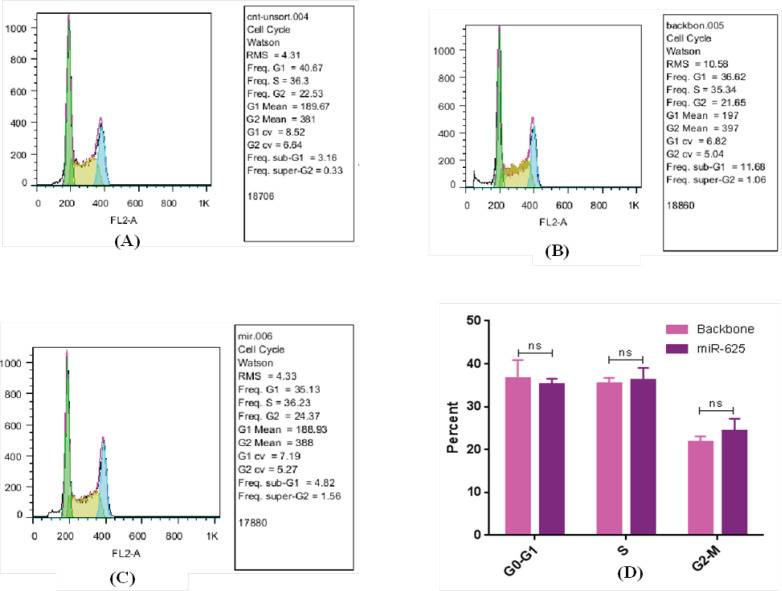 1000
800
600
400
200
0
0 200 400 600 800 1K
FL2-A
cnt-unsort.004
Cell Cycle
Watson
RMS = 4.31
Freq. G1 = 40.67
Freq. S = 36.3
Freq. G2 = 22.53
G1 Mean = 189.67
G2 Mean = 381
G1 cv = 8.52
G2 cv = 6.64
Freq. sub-G1 = 3.16
Freq. super-G2 = 0.33
18706
(A)
1000
800
600
400
200
0
0 200 400 600 800 1K
FL2-A
backbon.005
Cell Cycle
Watson
RMS = 10.58
Freq. G1 = 36.62
Freq. S = 35.34
Freq. G2 = 21.65
G1 Mean = 197
G2 Mean = 397
G1 cv = 6.82
G2 cv = 5.04
Freq. sub-G1 = 11.68
Freq. super-G2 = 1.06
18860
(B)
1000
800
600
400
200
0
0 200 400 600 800 1K
FL2-A
mir.006
Cell Cycle
Watson
RMS = 4.33
Freq. G1 = 35.13
Freq. S = 36.23
Freq. G2 = 24.37
G1 Mean = 188.93
G2 Mean = 388
G1 cv = 7.19
G2 cv = 5.27
Freq. sub-G1 = 4.82
Freq. super-G2 = 1.56
17880
(C)
Percent
50
40
30
20
10
0
Backbone
miR-625
ns
ns
ns
G0-G1 S G2-M
(D)